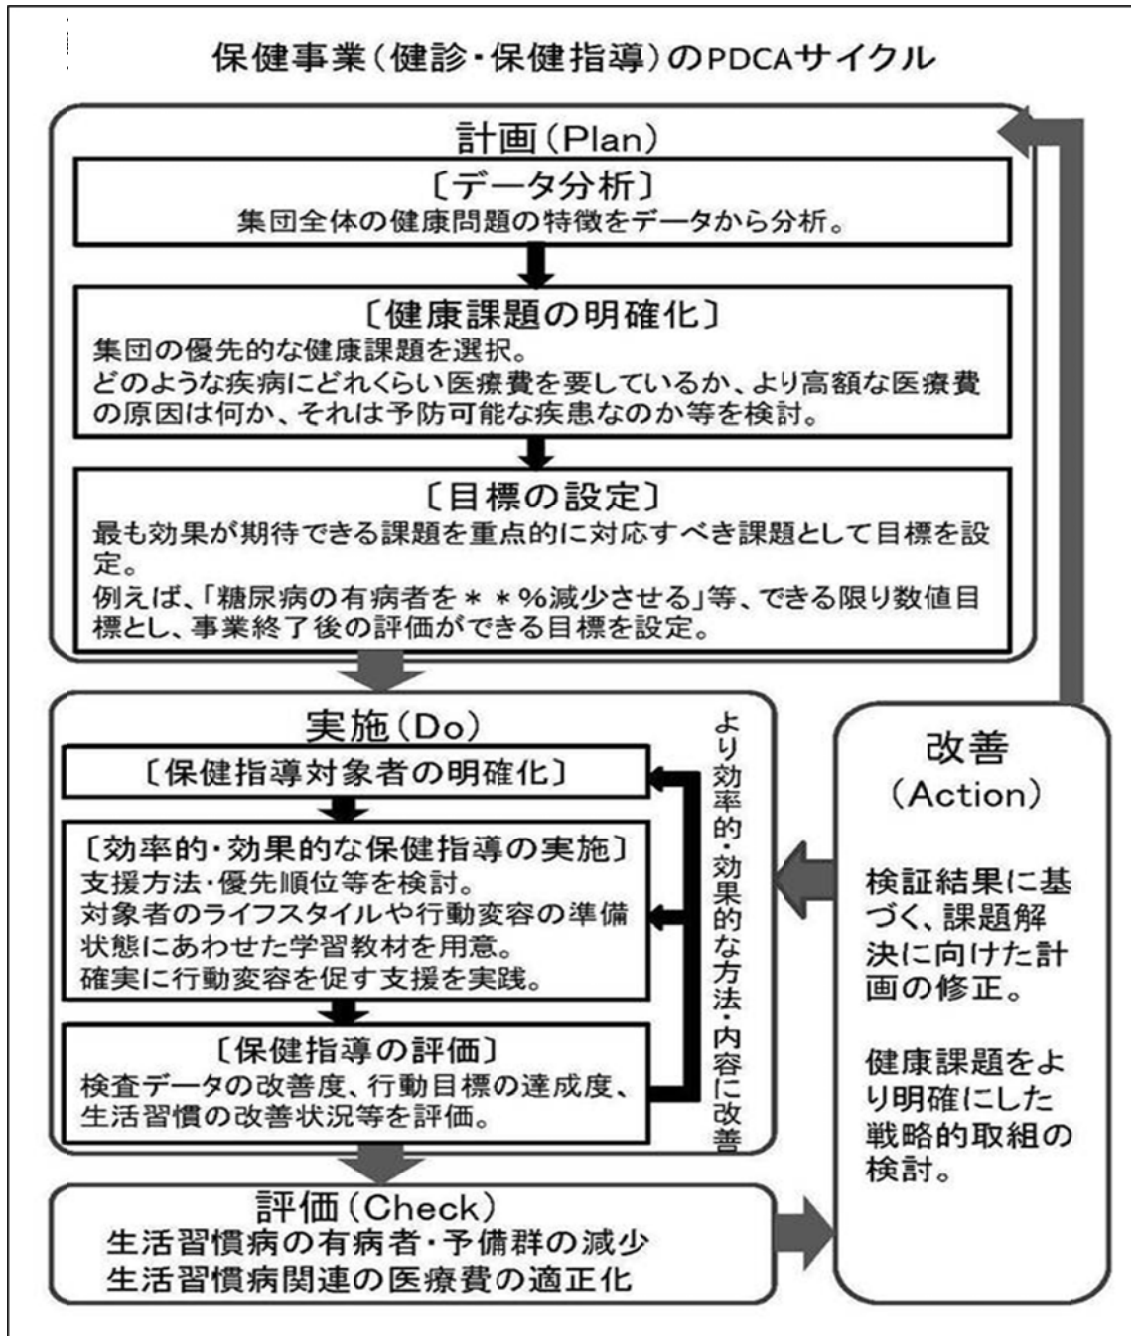 保健事業(健診・保健指導)のPDCAサイクル
計画(Plan)
〔データ分析〕
集団全体の健康問題の特徴をデータから分析。
〔健康課題の明確化〕
集団の優先的な健康課題を選択。
どのような疾病にどれくらい医療費を要しているか、より高額な医療費
の原因は何か、それは予防可能な疾患なのか等を検討。
〔目標の設定〕
最も効果が期待できる課題を重点的に対応すべき課題として目標を設
定。
例えば、「糖尿病の有病者を**%減少させる」等、できる限り数値目
標とし、事業終了後の評価ができる目標を設定。
実施(Do)
〔保健指導対象者の明確化〕
〔効率的・効果的な保健指導の実施〕
支援方法・優先順位等を検討。
対象者のライフスタイルや行動変容の準備
状態にあわせた学習教材を用意。
確実に行動変容を促す支援を実践。
〔保健指導の評価〕
検査データの改善度、行動目標の達成度、
生活習慣の改善状況等を評価。
より効率的・効果的な方法・内容に改善
評価(Check)
生活習慣病の有病者・予備群の減少
生活習慣病関連の医療費の適正化
改善
(Action)
検証結果に基
づく、課題解
決に向けた計
画の修正。
健康課題をよ
り明確にした
戦略的取組の
検討。